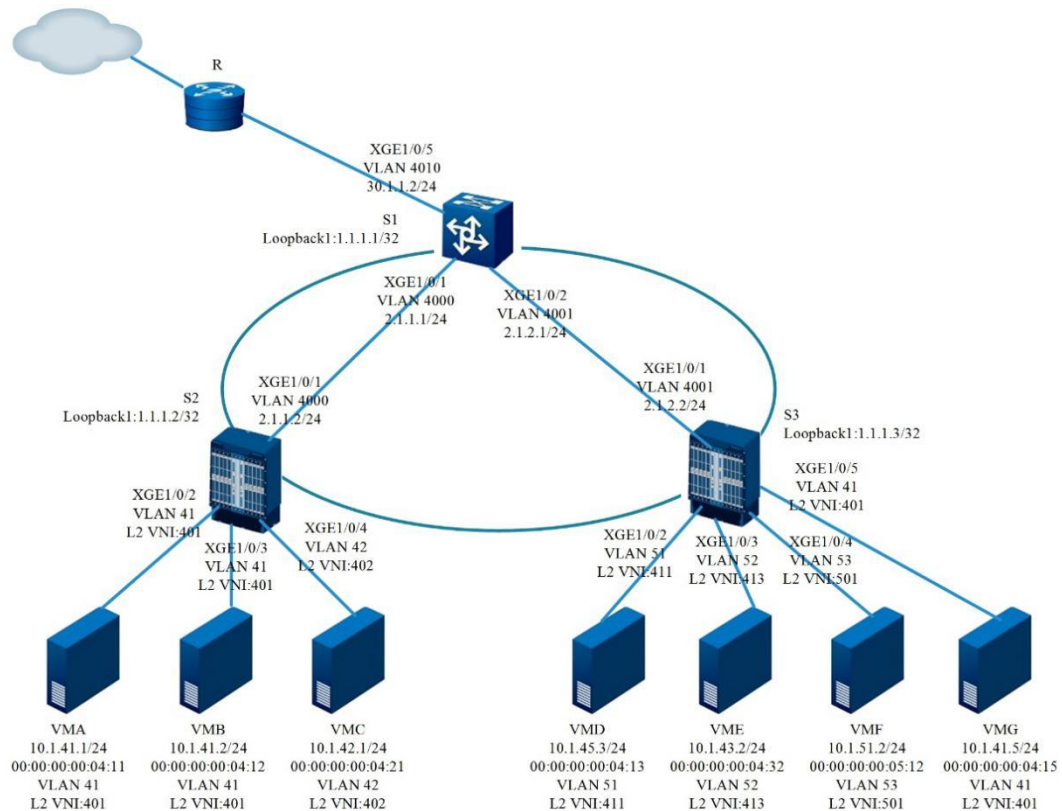 R
XGE1/0/5
VLAN 4010
30.1.1.2/24
S1
Loopback1:1.1.1.1/32
XGE1/0/1
VLAN 4000
2.1.1.1/24
XGE1/0/2
VLAN 4001
2.1.2.1/24
S2
Loopback1:1.1.1.2/32
XGE1/0/1
VLAN 4000
2.1.1.2/24
XGE1/0/1
VLAN 4001
2.1.2.2/24
S3
Loopback1:1.1.1.3/32
XGE1/0/2
VLAN 41
L2 VNI:401
XGE1/0/3
VLAN 41
L2 VNI:401
XGE1/0/4
VLAN 42
L2 VNI:402
XGE1/0/2
VLAN 51
L2 VNI:411
XGE1/0/3
VLAN 52
L2 VNI:413
XGE1/0/4
VLAN 53
L2 VNI:501
XGE1/0/5
VLAN 41
L2 VNI:401
VMA
10.1.41.1/24
00:00:00:00:04:11
VLAN 41
L2 VNI:401
VMB
10.1.41.2/24
00:00:00:00:04:12
VLAN 41
L2 VNI:401
VMC
10.1.42.1/24
00:00:00:00:04:21
VLAN 42
L2 VNI:402
VMD
10.1.45.3/24
00:00:00:00:04:13
VLAN 51
L2 VNI:411
VME
10.1.43.2/24
00:00:00:00:04:32
VLAN 52
L2 VNI:413
VMF
10.1.51.2/24
00:00:00:00:05:12
VLAN 53
L2 VNI:501
VMG
10.1.41.5/24
00:00:00:00:04:15
VLAN 41
L2 VNI:401